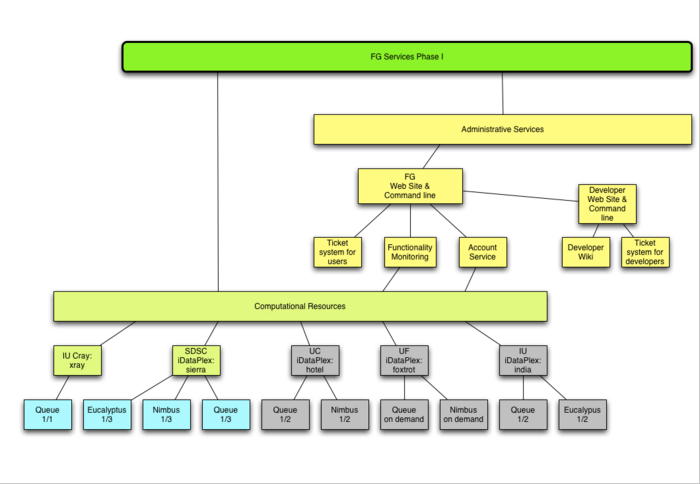 FG Services Phase I
Administrative Services
FG
Web Site &
Command line
Developer
Web Site &
Command
line
Ticket
system for
users
Functionality
Monitoring
Account
Service
Developer
Wiki
Ticket
system for
developers
Computational Resources
IU Cray:
xray
SDSC
iDataPlex:
sierra
UC
iDataPlex:
hotel
UF
iDataPlex:
foxtrot
IU
iDataPlex:
india
Queue
1/1
Eucalyptus
1/3
Nimbus
1/3
Queue
1/3
Queue
1/2
Nimbus
1/2
Queue
on demand
Nimbus
on demand
Queue
1/2
Eucalypus
1/2